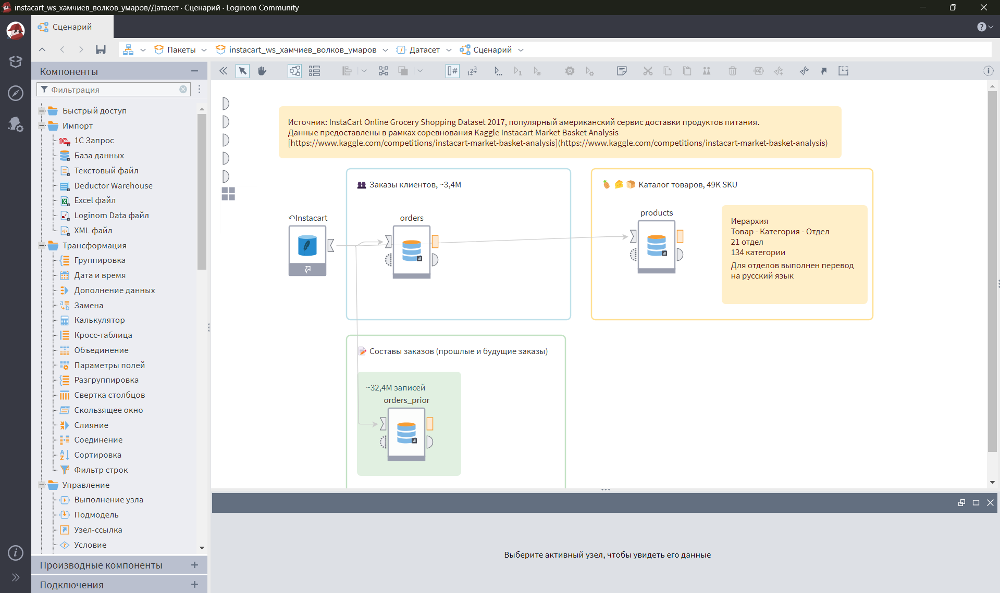 instacart_ws_хамчиев_волков_умаров/Датасет · Сценарий · Loginom Community
Сценарий
Пакеты
instacart_ws_хамчиев_волков_умаров
Датасет
Сценарий
Компоненты
Фильтрация
Быстрый доступ
Импорт
1С Запрос
База данных
Текстовый файл
Deductor Warehouse
Excel файл
Loginom Data файл
XML файл
Трансформация
Группировка
Дата и время
Дополнение данных
Замена
Калькулятор
Кросс-таблица
Объединение
Параметры полей
Разгруппировка
Свертка столбцов
Скользящее окно
Слияние
Соединение
Сортировка
Фильтр строк
Управление
Выполнение узла
Подмодель
Узел-ссылка
Условие
Производные компоненты
Подключения
Источник: InstaCart Online Grocery Shopping Dataset 2017, популярный американский сервис доставки продуктов питания.
Данные предоставлены в рамках соревнования Kaggle Instacart Market Basket Analysis
[https://www.kaggle.com/competitions/instacart-market-basket-analysis](https://www.kaggle.com/competitions/instacart-market-basket-analysis)
Заказы клиентов, ~3,4М
Instacart
orders
Каталог товаров, 49K SKU
products
Иерархия
Товар - Категория - Отдел
21 отдел
134 категории
Для отделов выполнен перевод
на русский язык
Составы заказов (прошлые и будущие заказы)
~32,4М записей
orders_prior
Выберите активный узел, чтобы увидеть его данные